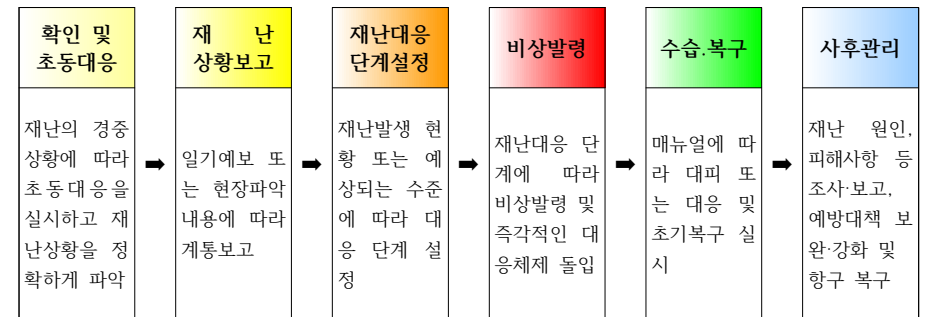 확인 및
초동대응
재난의 경중
상황에 따라
초동대응을
실시하고 재
난상황을 정
확하게 파악
➡
재 난
상황보고
일기예보 또
는 현장파악
내용에 따라
계통보고
➡
재난대응
단계설정
재난발생 현
황 또는 예
상되는 수준
에 따라 대
응 단계 설
정
➡
비상발령
재난대응 단
계에 따라
비상발령 및
즉각적인 대
응체제 돌입
➡
수습.복구
매뉴얼에 따
라 대피 또
는 대응 및
초기복구 실
시
➡
사후관리
재난 원인,
피해사항 등
조사·보고,
예방대책 보
완·강화 및
항구 복구